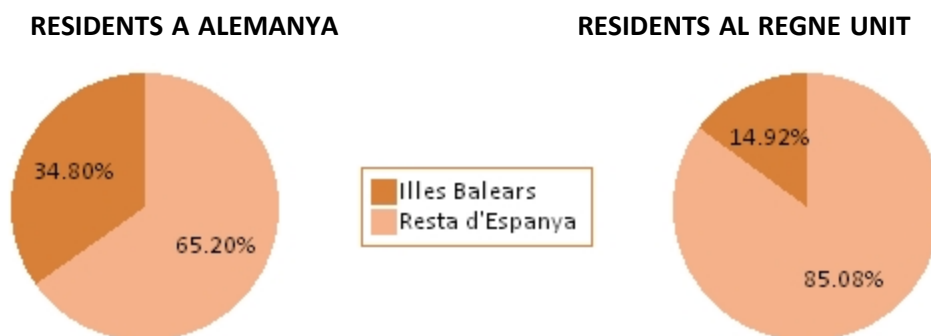 RESIDENTS A ALEMANYA
RESIDENTS AL REGNE UNIT
34.80%
65.20%
Illes Balears
Resta d'Espanya
14.92%
85.08%